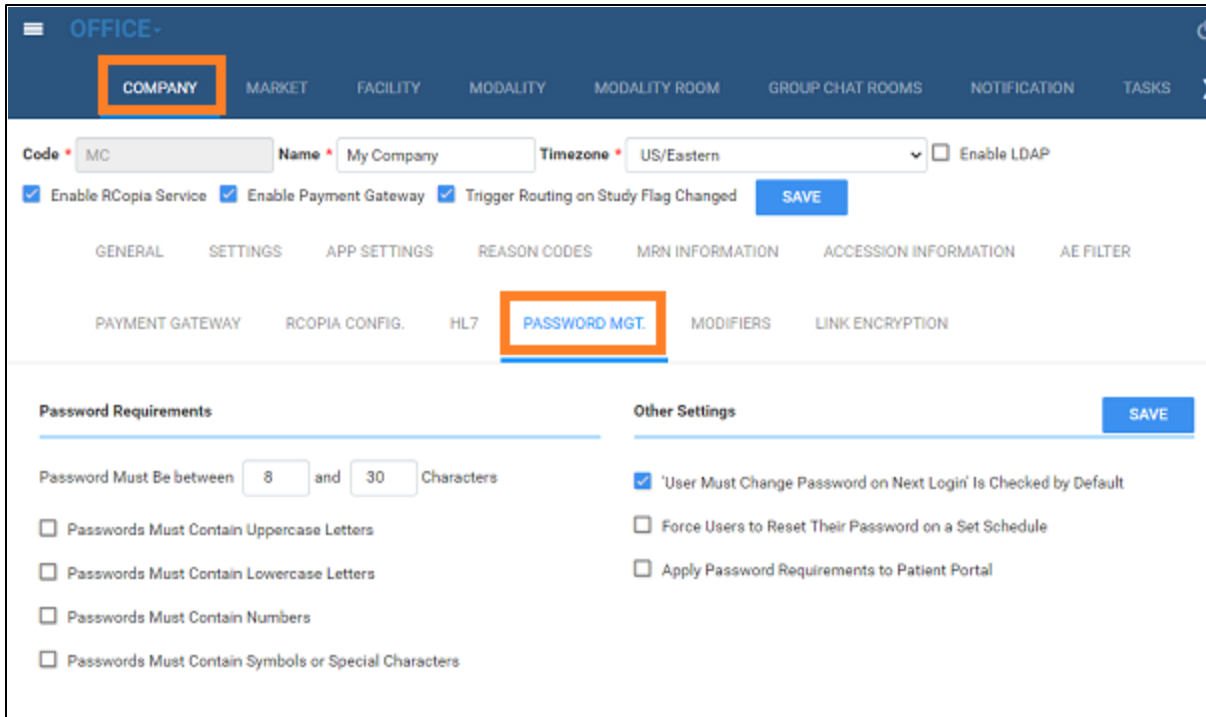 OFFICE
COMPANY MARKET FACILITY MODALITY MODALITY ROOM GROUP CHAT ROOMS NOTIFICATION TASKS
Code * MC Name * My Company Timezone * US/Eastern Enable LDAP
Enable RCopia Service Enable Payment Gateway Trigger Routing on Study Flag Changed SAVE
GENERAL SETTINGS APP SETTINGS REASON CODES MRN INFORMATION ACCESSION INFORMATION AE FILTER
PAYMENT GATEWAY RCOPIA CONFIG. HL7 PASSWORD MGT. MODIFIERS LINK ENCRYPTION
Password Requirements
Password Must Be between 8 and 30 Characters
Passwords Must Contain Uppercase Letters
Passwords Must Contain Lowercase Letters
Passwords Must Contain Numbers
Passwords Must Contain Symbols or Special Characters
Other Settings SAVE
'User Must Change Password on Next Login' Is Checked by Default
Force Users to Reset Their Password on a Set Schedule
Apply Password Requirements to Patient Portal